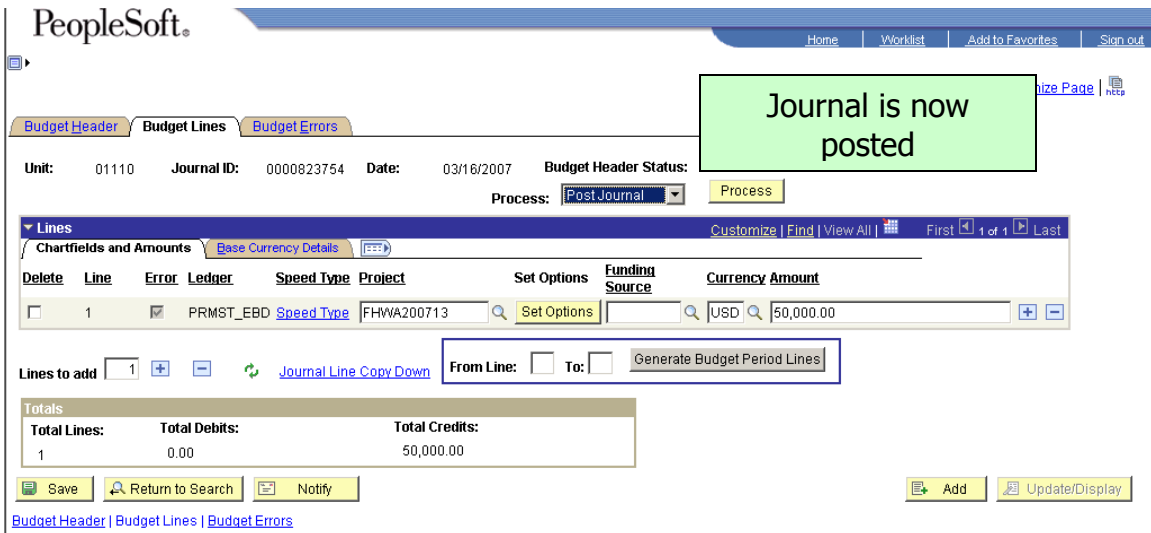 PeopleSoft®
Home Worklist Add to Favorites Sign out
ize Page | http
Journal is now
posted
Budget Header Budget Lines Budget Errors
Unit: 01110 Journal ID: 0000823754 Date: 03/16/2007 Budget Header Status:
Process: Post Journal Process
Lines Customize | Find | View All | First 1 of 1 Last
Chartfields and Amounts Base Currency Details
Delete Line Error Ledger Speed Type Project Set Options Funding Source Currency Amount
1 PRMST_EBD Speed Type FHWA200713 Set Options USD 50,000.00
Lines to add 1 Journal Line Copy Down From Line: To: Generate Budget Period Lines
Totals
Total Lines: Total Debits: Total Credits:
1 0.00 50,000.00
Save Return to Search Notify Add Update/Display
Budget Header | Budget Lines | Budget Errors